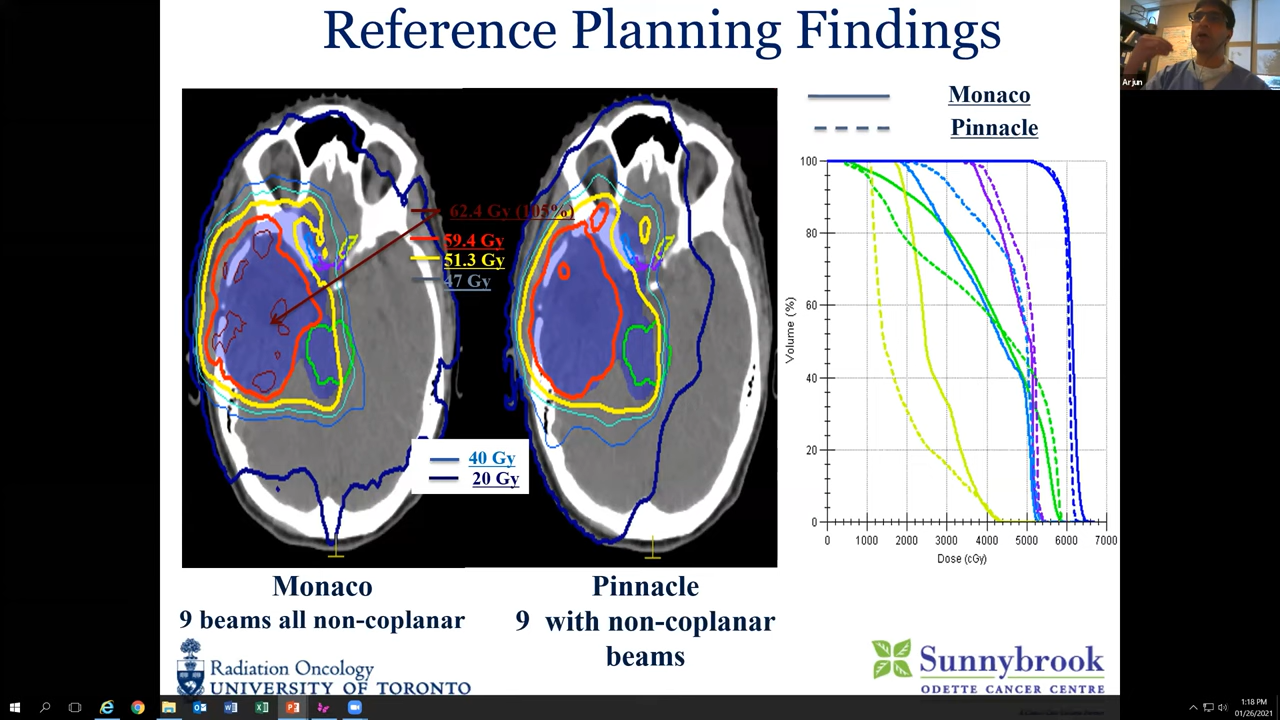 Reference Planning Findings
Arjun
Monaco
Pinnacle
62.4 Gy (105%)
59.4 Gy
51.3 Gy
47 Gy
40 Gy
20 Gy
100
80
60
40
20
0
Volume (%)
0 1000 2000 3000 4000 5000 6000 7000
Dose (cGy)
Monaco
9 beams all non-coplanar
Pinnacle
9 with non-coplanar
beams
Radiation Oncology
UNIVERSITY OF TORONTO
Sunnybrook
ODETTE CANCER CENTRE
1:18 PM
01/26/2021